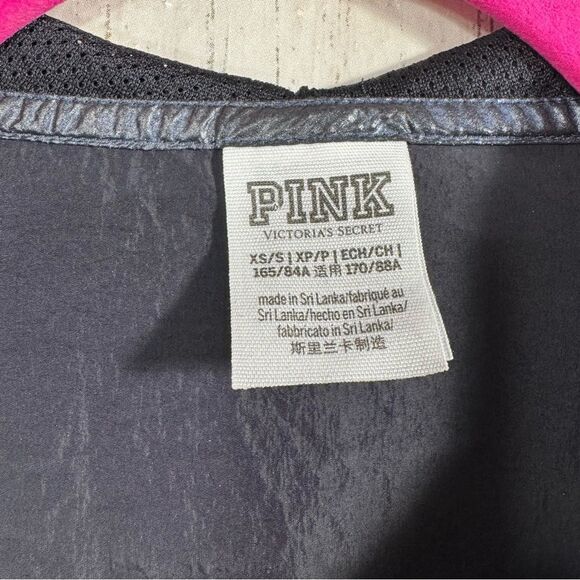 PINK
VICTORIA'S SECRET
XS/S | XP/P | ECH/CH |
165/84A 适用 170/88A
made in Sri Lanka/fabriqué au
Sri Lanka/hecho en Sri Lanka/
fabbricato in Sri Lanka/
斯里兰卡制造